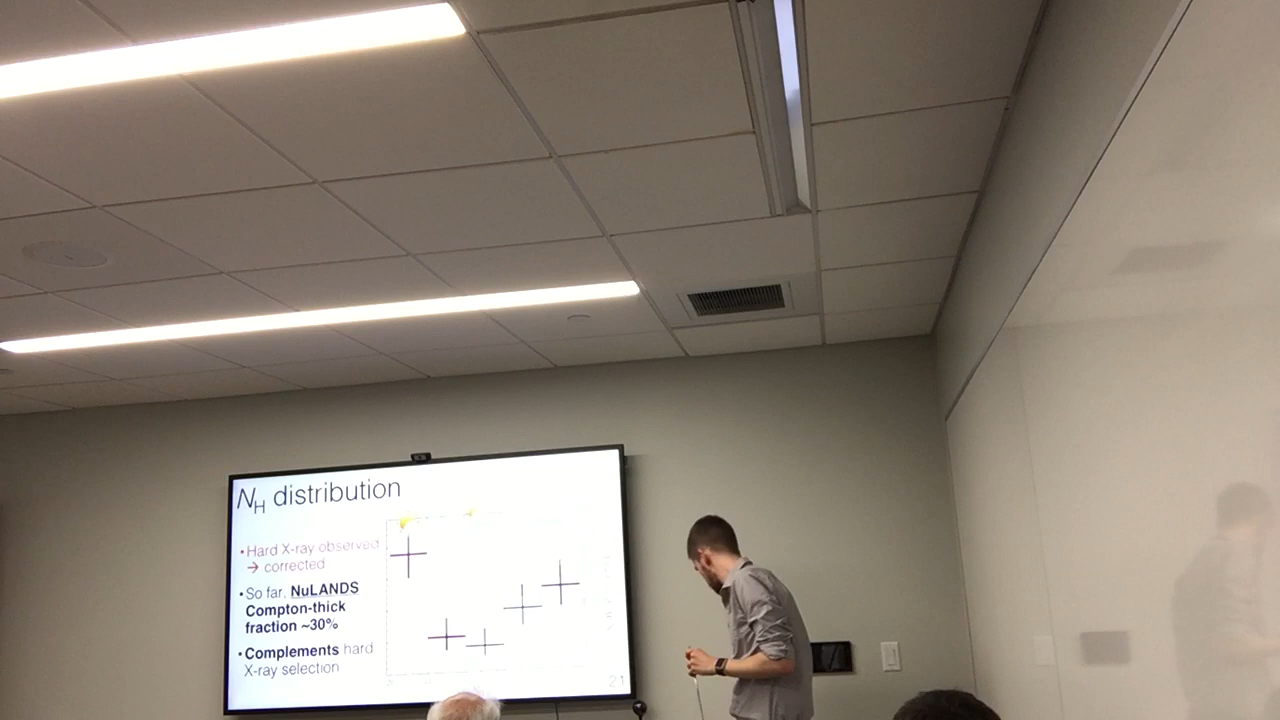 NH distribution
•Hard X-ray observed
→ corrected
•So far, NuLANDS
Compton-thick
fraction ~30%
•Complements hard
X-ray selection
21